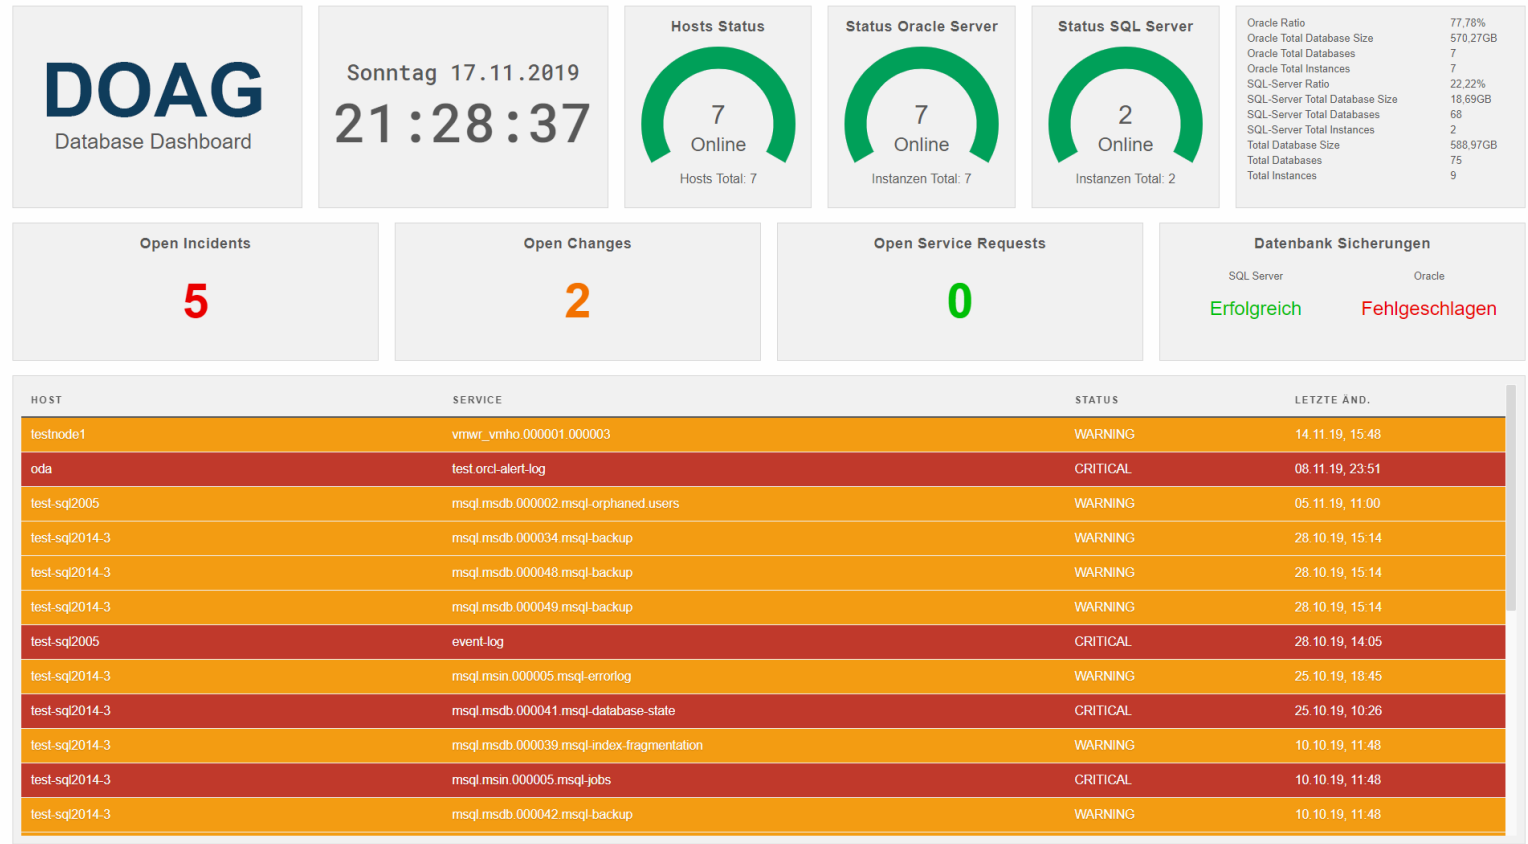 DOAG
Database Dashboard
Sonntag 17.11.2019
21:28:37
Hosts Status
7
Online
Hosts Total: 7
Status Oracle Server
7
Online
Instanzen Total: 7
Status SQL Server
2
Online
Instanzen Total: 2
Oracle Ratio 77,78%
Oracle Total Database Size 570,27GB
Oracle Total Databases 7
Oracle Total Instances 7
SQL-Server Ratio 22,22%
SQL-Server Total Database Size 18,69GB
SQL-Server Total Databases 68
SQL-Server Total Instances 2
Total Database Size 588,97GB
Total Databases 75
Total Instances 9
Open Incidents
5
Open Changes
2
Open Service Requests
0
Datenbank Sicherungen
SQL Server Oracle
Erfolgreich Fehlgeschlagen
HOST SERVICE STATUS LETZTE ÄND.
testnode1 vmwr_vmho.000001.000003 WARNING 14.11.19, 15:48
oda test.orcl-alert-log CRITICAL 08.11.19, 23:51
test-sql2005 msql.msdb.000002.msql-orphaned.users WARNING 05.11.19, 11:00
test-sql2014-3 msql.msdb.000034.msql-backup WARNING 28.10.19, 15:14
test-sql2014-3 msql.msdb.000048.msql-backup WARNING 28.10.19, 15:14
test-sql2014-3 msql.msdb.000049.msql-backup WARNING 28.10.19, 15:14
test-sql2005 event-log CRITICAL 28.10.19, 14:05
test-sql2014-3 msql.msin.000005.msql-errorlog WARNING 25.10.19, 18:45
test-sql2014-3 msql.msdb.000041.msql-database-state CRITICAL 25.10.19, 10:26
test-sql2014-3 msql.msdb.000039.msql-index-fragmentation WARNING 10.10.19, 11:48
test-sql2014-3 msql.msin.000005.msql-jobs CRITICAL 10.10.19, 11:48
test-sql2014-3 msql.msdb.000042.msql-backup WARNING 10.10.19, 11:48